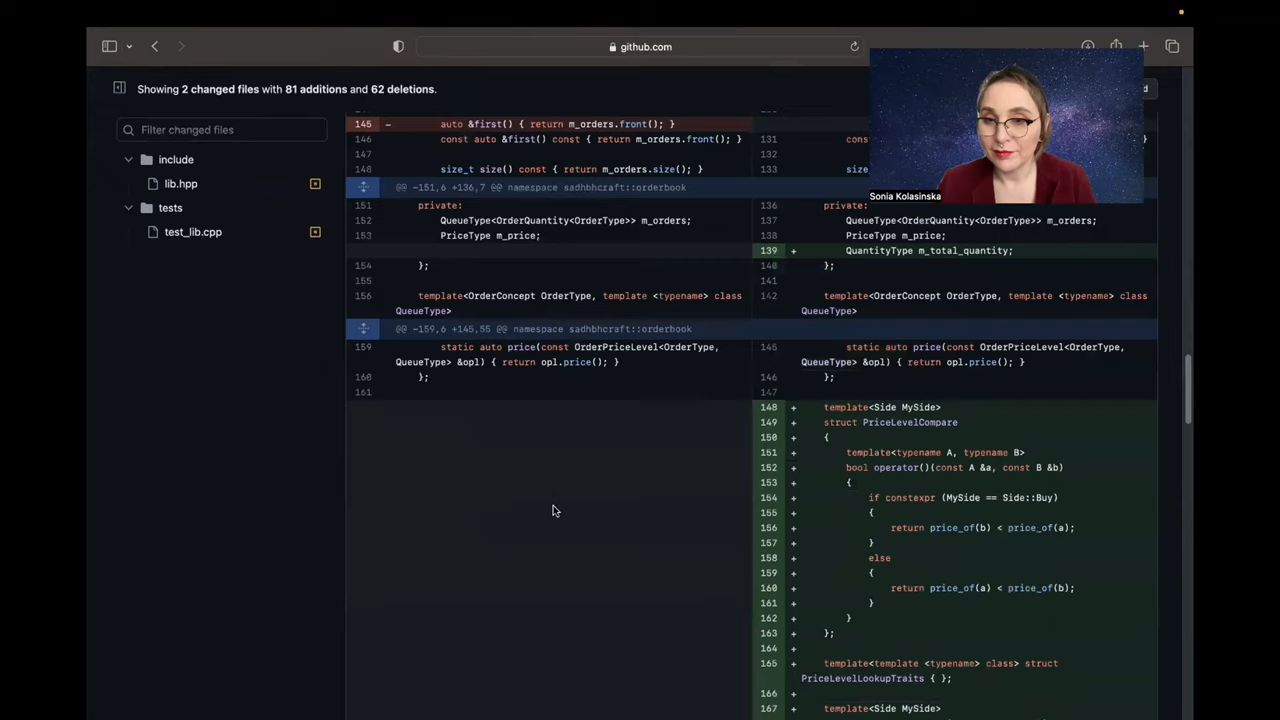 github.com
Showing 2 changed files with 81 additions and 62 deletions.
d
Filter changed files
include
lib.hpp
tests
test_lib.cpp
Sonia Kolasinska
145 - auto &first() { return m_orders.front(); }
146 const auto &first() const { return m_orders.front(); }
147
148 size_t size() const { return m_orders.size(); }
@@ -151,6 +136,7 @@ namespace sadhbhcraft::orderbook
151 private:
152 QueueType<OrderQuantity<OrderType>> m_orders;
153 PriceType m_price;
154 };
155
156 template<OrderConcept OrderType, template <typename> class
QueueType>
@@ -159,6 +145,55 @@ namespace sadhbhcraft::orderbook
159 static auto price(const OrderPriceLevel<OrderType,
QueueType> &opl) { return opl.price(); }
160 };
161
131 cons
132
133 size
136 private:
137 QueueType<OrderQuantity<OrderType>> m_orders;
138 PriceType m_price;
139 + QuantityType m_total_quantity;
140 };
141
142 template<OrderConcept OrderType, template <typename> class
QueueType>
145 static auto price(const OrderPriceLevel<OrderType,
QueueType> &opl) { return opl.price(); }
146 };
147
148 + template<Side MySide>
149 + struct PriceLevelCompare
150 + {
151 + template<typename A, typename B>
152 + bool operator()(const A &a, const B &b)
153 + {
154 + if constexpr (MySide == Side::Buy)
155 + {
156 + return price_of(b) < price_of(a);
157 + }
158 + else
159 + {
160 + return price_of(a) < price_of(b);
161 + }
162 + }
163 + };
164 +
165 + template<template <typename> class> struct
PriceLevelLookupTraits { };
166 +
167 + template<Side MySide>